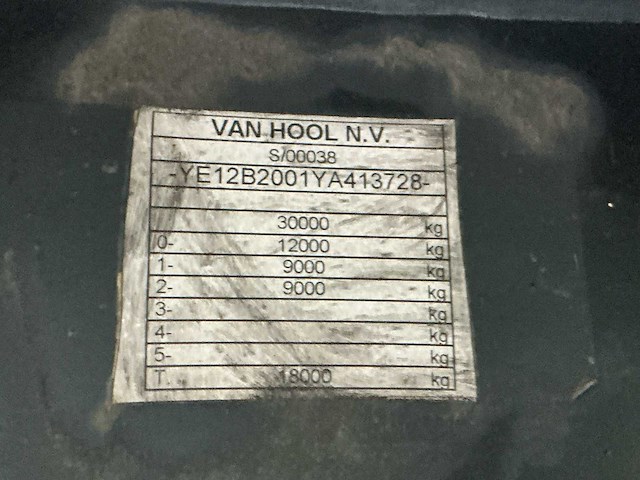 VAN HOOL N.V.
S/00038
-YE12B2001YA413728-
30000 kg
0- 12000 kg
1- 9000 kg
2- 9000 kg
3- kg
4- kg
5- kg
T. 18000 kg